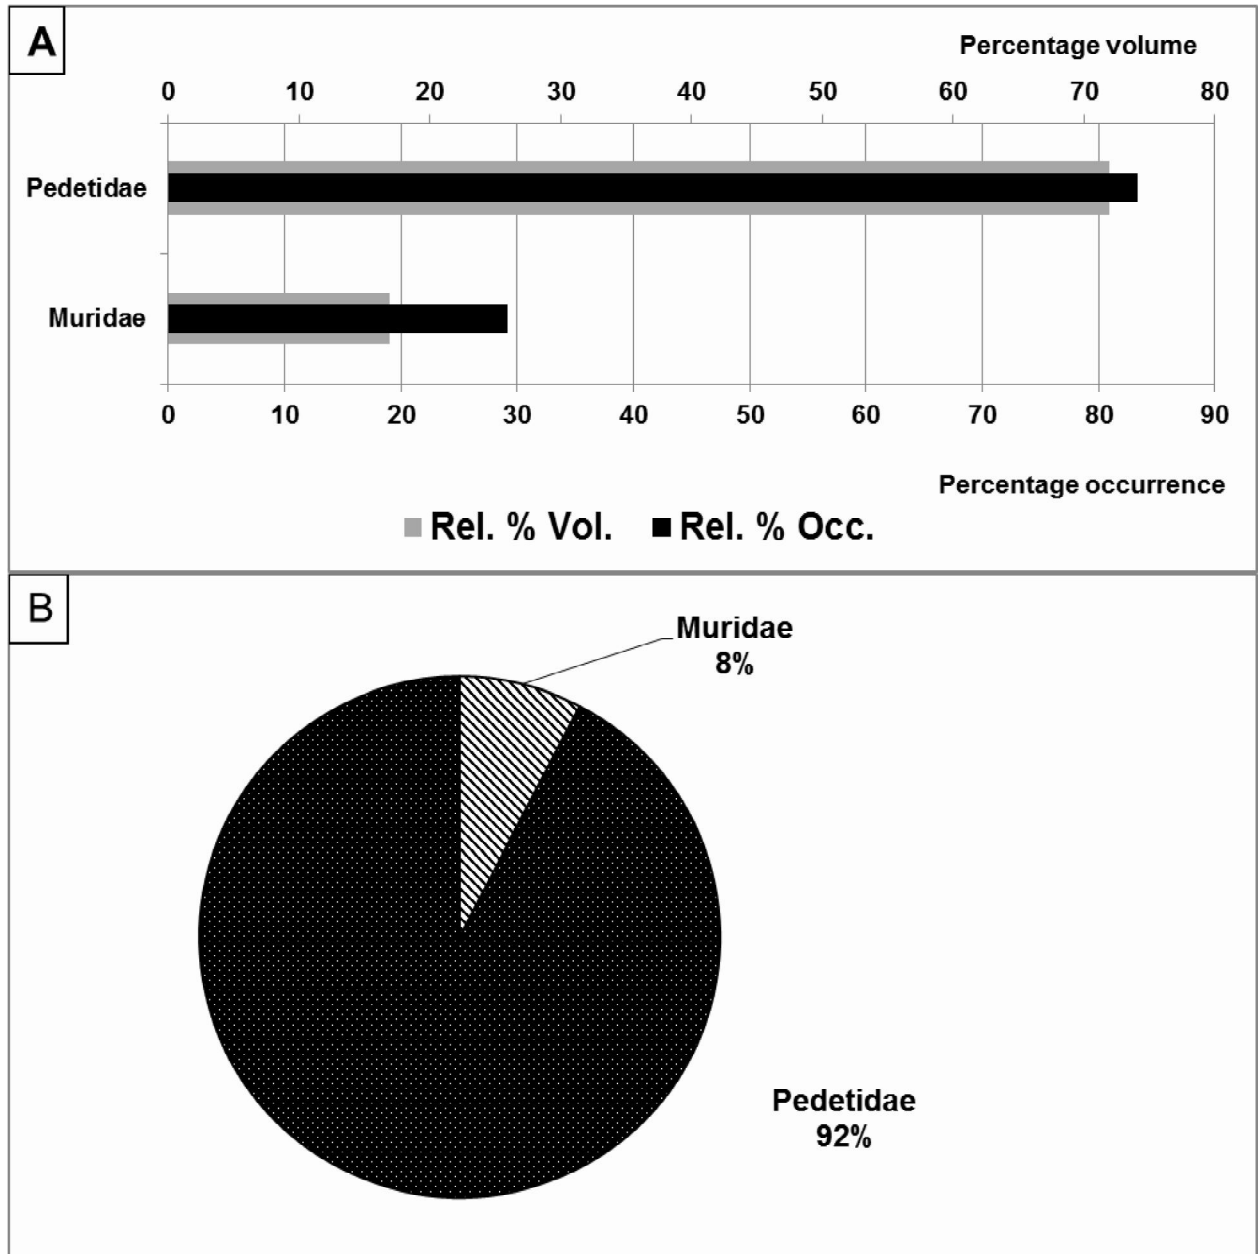 A
Percentage volume
0 10 20 30 40 50 60 70 80
Pedetidae
Muridae
0 10 20 30 40 50 60 70 80 90
Percentage occurrence
Rel. % Vol. Rel. % Occ.
B
Muridae
8%
Pedetidae
92%